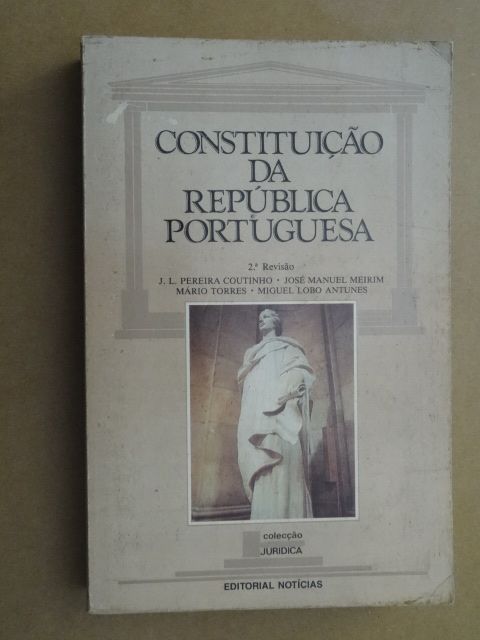 CONSTITUIÇÃO
DA
REPÚBLICA
PORTUGUESA
2.ª Revisão
J. L. PEREIRA COUTINHO • JOSÉ MANUEL MEIRIM
MÁRIO TORRES • MIGUEL LOBO ANTUNES
colecção
JURIDICA
EDITORIAL NOTÍCIAS